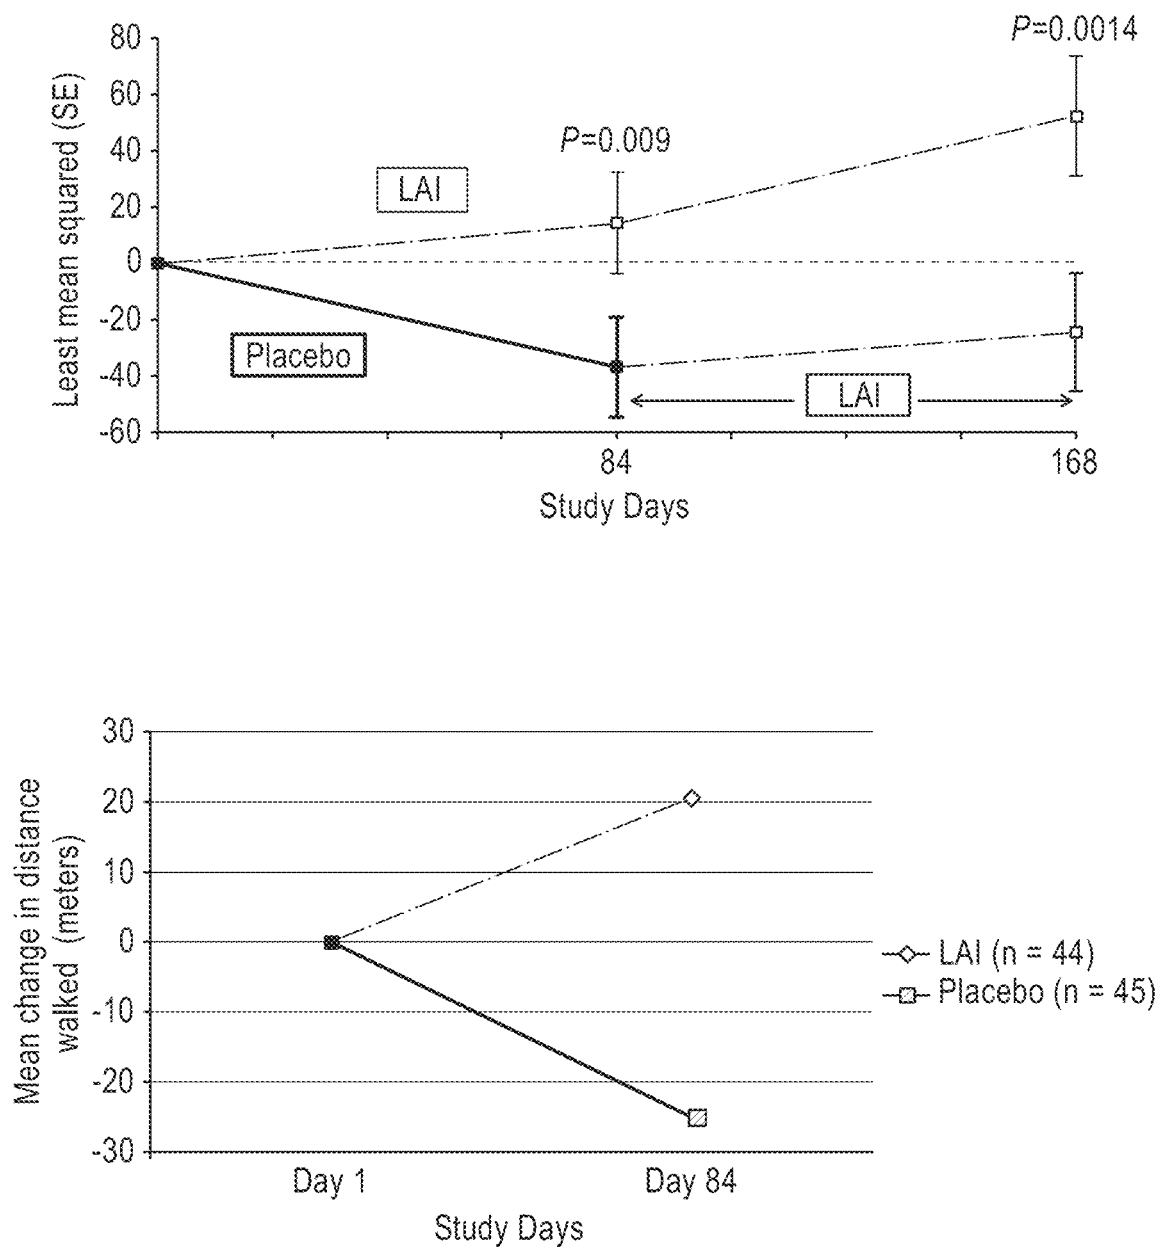 80
P=0.0014
60
40
P=0.009
20
LAI
0
-20
Placebo
-40
LAI
-60
Least mean squared (SE)
84
168
Study Days
30
20
10
0
-10
-20
-30
Mean change in distance
walked (meters)
LAI (n = 44)
Placebo (n = 45)
Day 1
Day 84
Study Days